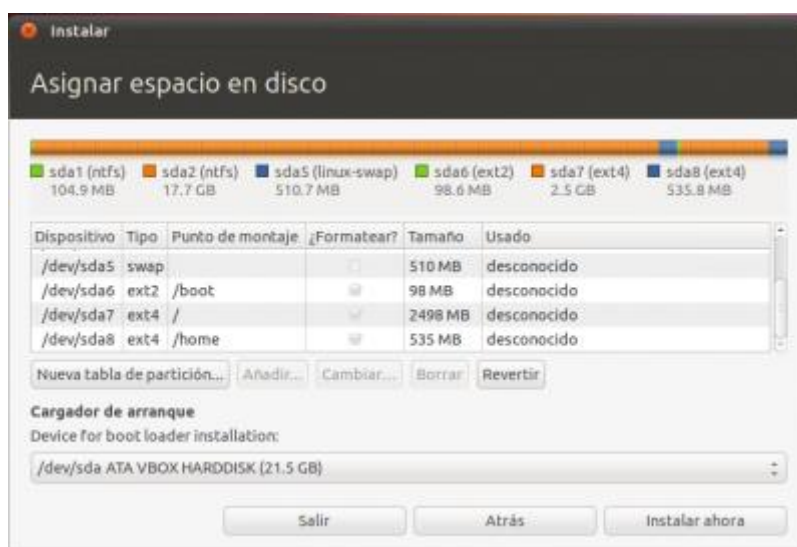 Instalar
Asignar espacio en disco
sda1 (ntfs) sda2 (ntfs) sda5 (linux-swap) sda6 (ext2) sda7 (ext4) sda8 (ext4)
104.9 MB 17.7 GB 510.7 MB 98.6 MB 2.5 GB 535.8 MB
Dispositivo Tipo Punto de montaje ¿Formatear? Tamaño Usado
/dev/sda5 swap 510 MB desconocido
/dev/sda6 ext2 /boot 98 MB desconocido
/dev/sda7 ext4 / 2498 MB desconocido
/dev/sda8 ext4 /home 535 MB desconocido
Nueva tabla de partición... Añadir... Cambiar... Borrar Revertir
Cargador de arranque
Device for boot loader installation:
/dev/sda ATA VBOX HARDDISK (21.5 GB)
Salir Atrás Instalar ahora